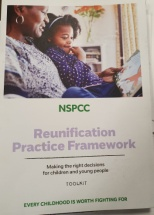 NSPCC
Reunification
Practice Framework
Making the right decisions
for children and young people
TOOLKIT
EVERY CHILDHOOD IS WORTH FIGHTING FOR